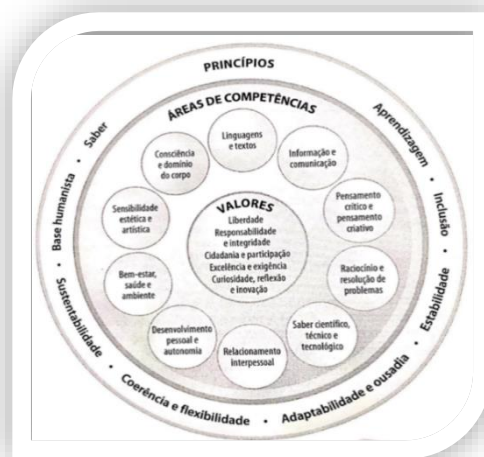 PRINCÍPIOS
Aprendizagem • Inclusão • Estabilidade • Adaptabilidade e ousadia • Coerência e flexibilidade • Sustentabilidade • Base humanista • Saber
ÁREAS DE COMPETÊNCIAS
Linguagens
e textos
Informação e
comunicação
Pensamento
crítico e
pensamento
criativo
Raciocínio e
resolução de
problemas
Saber científico,
técnico e
tecnológico
Relacionamento
interpessoal
Desenvolvimento
pessoal e
autonomia
Bem-estar,
saúde e
ambiente
Sensibilidade
estética e
artística
Consciência
e domínio
do corpo
VALORES
Liberdade
Responsabilidade
e integridade
Cidadania e participação
Excelência e exigência
Curiosidade, reflexão
e inovação